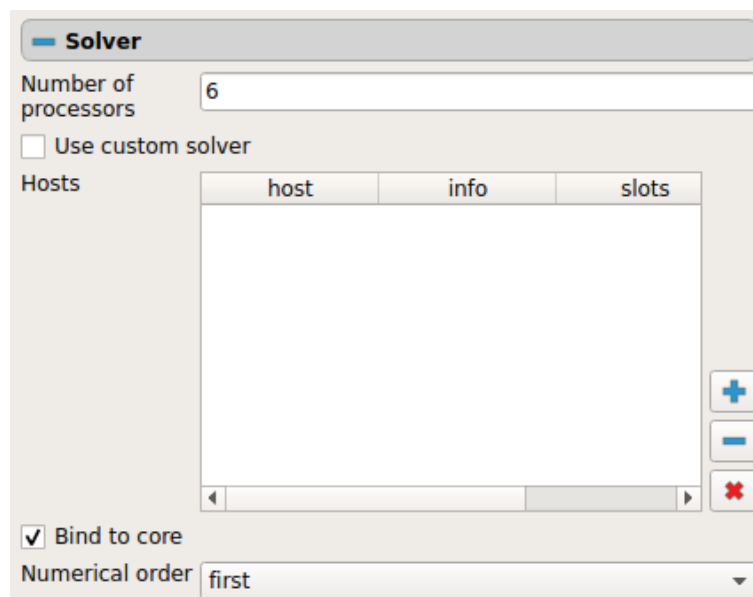 Solver
Number of
processors
6
Use custom solver
Hosts
host info slots
Bind to core
Numerical order first